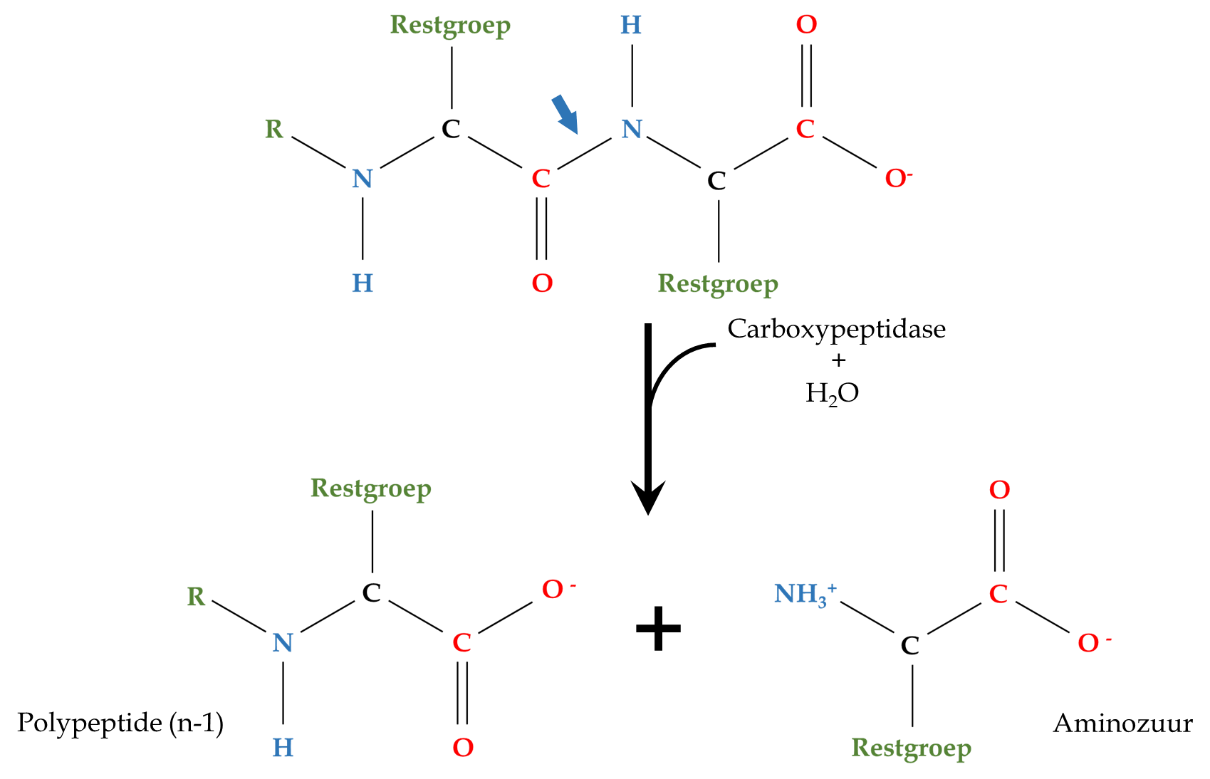 Restgroep H O
R C N C
N C C O-
H O Restgroep
Carboxypeptidase
+
H2O
Restgroep O
R C O - NH3+ C
+
N C C O -
Polypeptide (n-1) Aminozuur
H O Restgroep